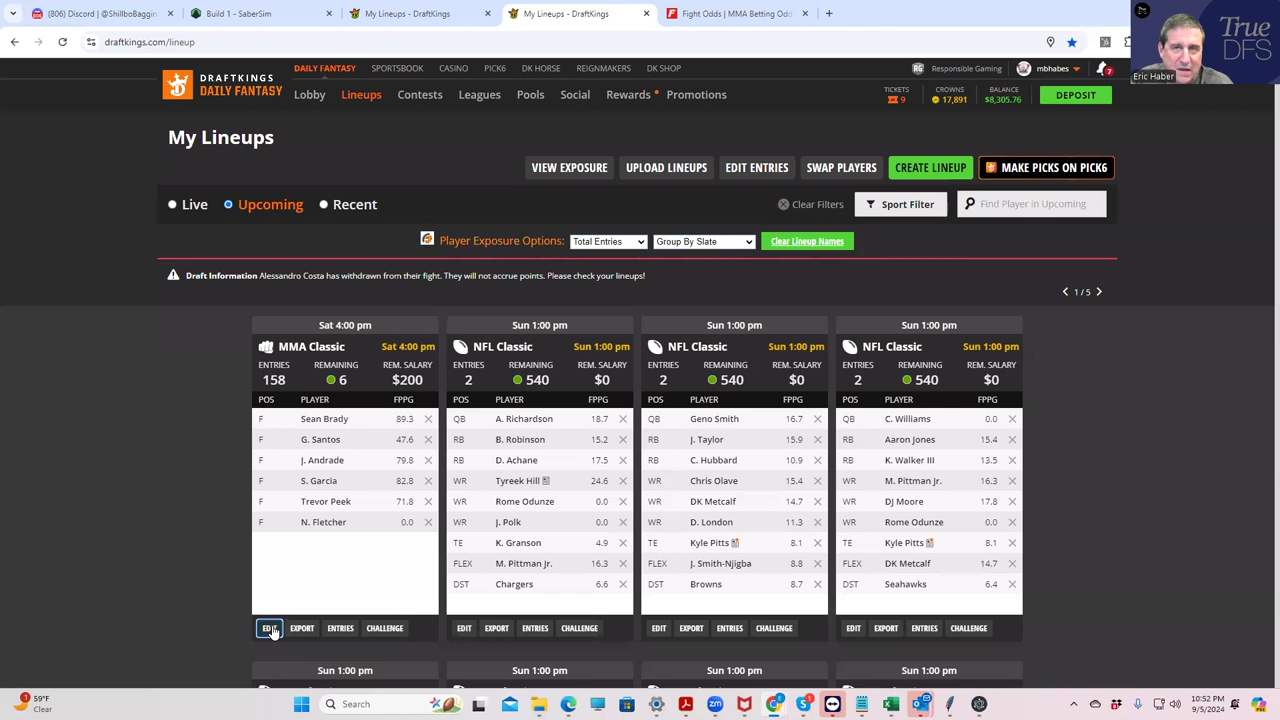 (806) Discord | @ShilboBaggin
Build 1 - SaberSim
My Lineups - DraftKings
My Lineups - DraftKings
Fight Odds | MMA Betting Odd
draftkings.com/lineup
True DFS
Eric Haber
DRAFTKINGS DAILY FANTASY
DAILY FANTASY SPORTSBOOK CASINO PICK6 DK HORSE REIGNMAKERS DK SHOP
RG Responsible Gaming mbhabes 7
Lobby Lineups Contests Leagues Pools Social Rewards Promotions
TICKETS 9
CROWNS 17,891
BALANCE $8,305.76
DEPOSIT
My Lineups
VIEW EXPOSURE UPLOAD LINEUPS EDIT ENTRIES SWAP PLAYERS CREATE LINEUP MAKE PICKS ON PICK6
Live Upcoming Recent
Clear Filters Sport Filter Find Player in Upcoming
Player Exposure Options: Total Entries Group By Slate Clear Lineup Names
Draft Information Alessandro Costa has withdrawn from their fight. They will not accrue points. Please check your lineups!
1 / 5
Sat 4:00 pm
MMA Classic Sat 4:00 pm
ENTRIES REMAINING REM. SALARY
158 6 $200
POS PLAYER FPPG
F Sean Brady 89.3
F G. Santos 47.6
F J. Andrade 79.8
F S. Garcia 82.8
F Trevor Peek 71.8
F N. Fletcher 0.0
EDIT EXPORT ENTRIES CHALLENGE
Sun 1:00 pm
NFL Classic Sun 1:00 pm
ENTRIES REMAINING REM. SALARY
2 540 $0
POS PLAYER FPPG
QB A. Richardson 18.7
RB B. Robinson 15.2
RB D. Achane 17.5
WR Tyreek Hill 24.6
WR Rome Odunze 0.0
WR J. Polk 0.0
TE K. Granson 4.9
FLEX M. Pittman Jr. 16.3
DST Chargers 6.6
EDIT EXPORT ENTRIES CHALLENGE
Sun 1:00 pm
NFL Classic Sun 1:00 pm
ENTRIES REMAINING REM. SALARY
2 540 $0
POS PLAYER FPPG
QB Geno Smith 16.7
RB J. Taylor 15.9
RB C. Hubbard 10.9
WR Chris Olave 15.4
WR DK Metcalf 14.7
WR D. London 11.3
TE Kyle Pitts 8.1
FLEX J. Smith-Njigba 8.8
DST Browns 8.7
EDIT EXPORT ENTRIES CHALLENGE
Sun 1:00 pm
NFL Classic Sun 1:00 pm
ENTRIES REMAINING REM. SALARY
2 540 $0
POS PLAYER FPPG
QB C. Williams 0.0
RB Aaron Jones 15.4
RB K. Walker III 13.5
WR M. Pittman Jr. 16.3
WR DJ Moore 17.8
WR Rome Odunze 0.0
TE Kyle Pitts 8.1
FLEX DK Metcalf 14.7
DST Seahawks 6.4
EDIT EXPORT ENTRIES CHALLENGE
Sun 1:00 pm
Sun 1:00 pm
Sun 1:00 pm
Sun 1:00 pm
1
59°F
Clear
Search
10:52 PM
9/5/2024